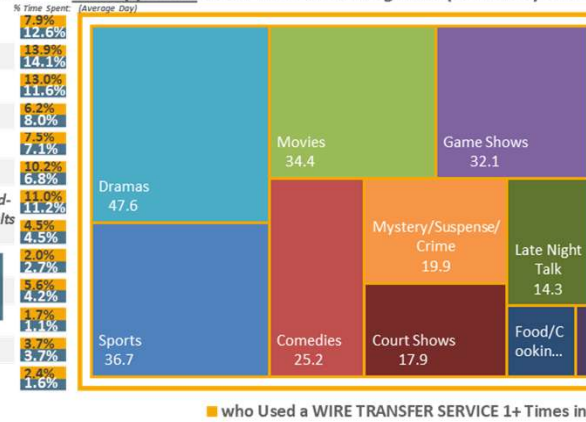 % Time Spent: (Average Day)
7.9%
12.6%
13.9%
14.1%
13.0%
11.6%
6.2%
8.0%
7.5%
7.1%
10.2%
6.8%
d-
11.0%
11.2%
lts
4.5%
4.5%
2.0%
2.7%
5.6%
4.2%
1.7%
1.1%
3.7%
3.7%
2.4%
1.6%
Dramas
47.6
Movies
34.4
Game Shows
32.1
Mystery/Suspense/
Crime
19.9
Late Night
Talk
14.3
Sports
36.7
Comedies
25.2
Court Shows
17.9
Food/C
ookin...
who Used a WIRE TRANSFER SERVICE 1+ Times in